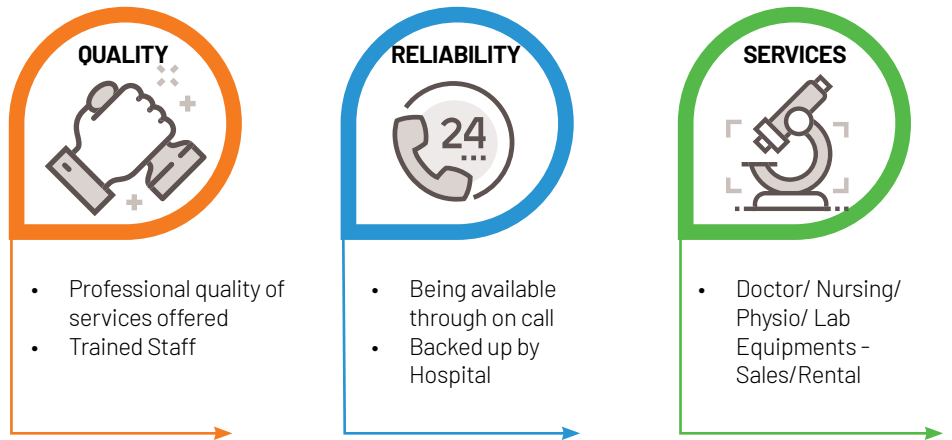 QUALITY
• Professional quality of
services offered
• Trained Staff
RELIABILITY
24
• Being available
through on call
• Backed up by
Hospital
SERVICES
• Doctor/ Nursing/
Physio/ Lab
Equipments -
Sales/Rental